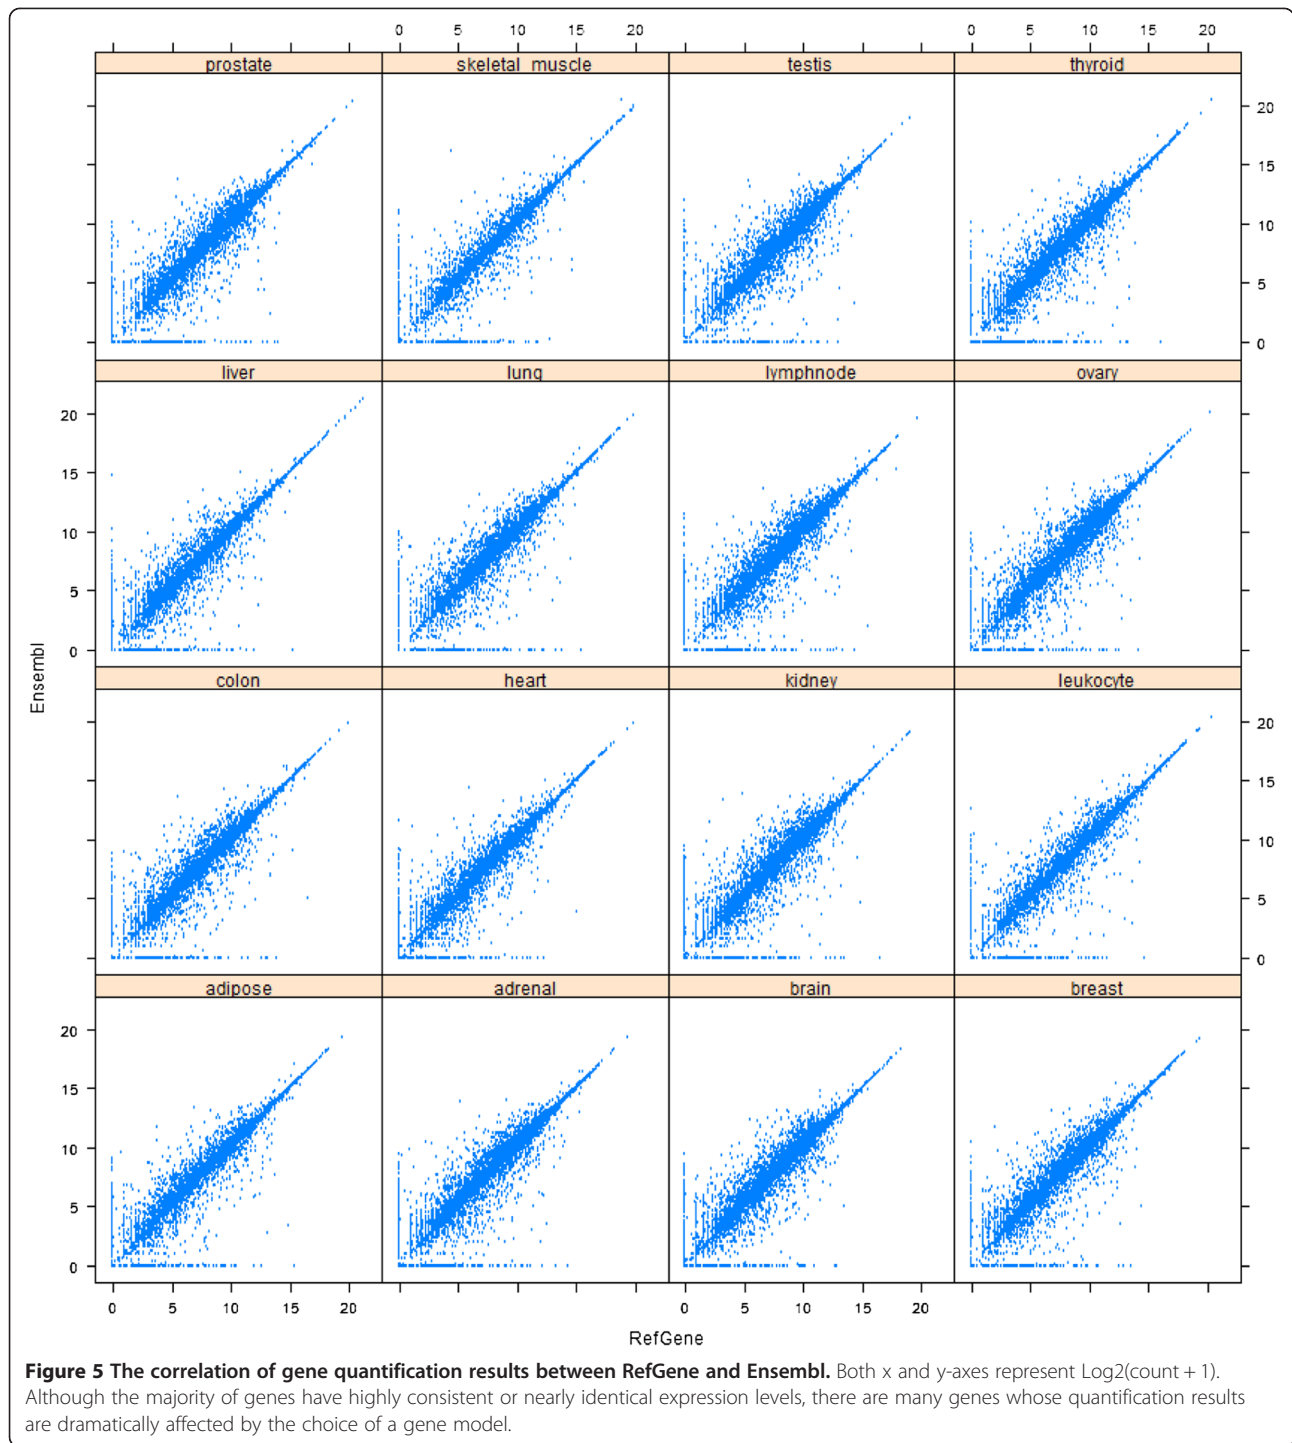 0 5 10 15 20 0 5 10 15 20
prostate skeletal muscle testis thyroid
20
15
10
5
0
liver lung lymphnode ovary
20
15
10
5
0
colon heart kidney leukocyte
20
15
10
5
0
adipose adrenal brain breast
20
15
10
5
0
Ensembl
0 5 10 15 20 0 5 10 15 20
RefGene
Figure 5 The correlation of gene quantification results between RefGene and Ensembl. Both x and y-axes represent Log2(count + 1).
Although the majority of genes have highly consistent or nearly identical expression levels, there are many genes whose quantification results
are dramatically affected by the choice of a gene model.